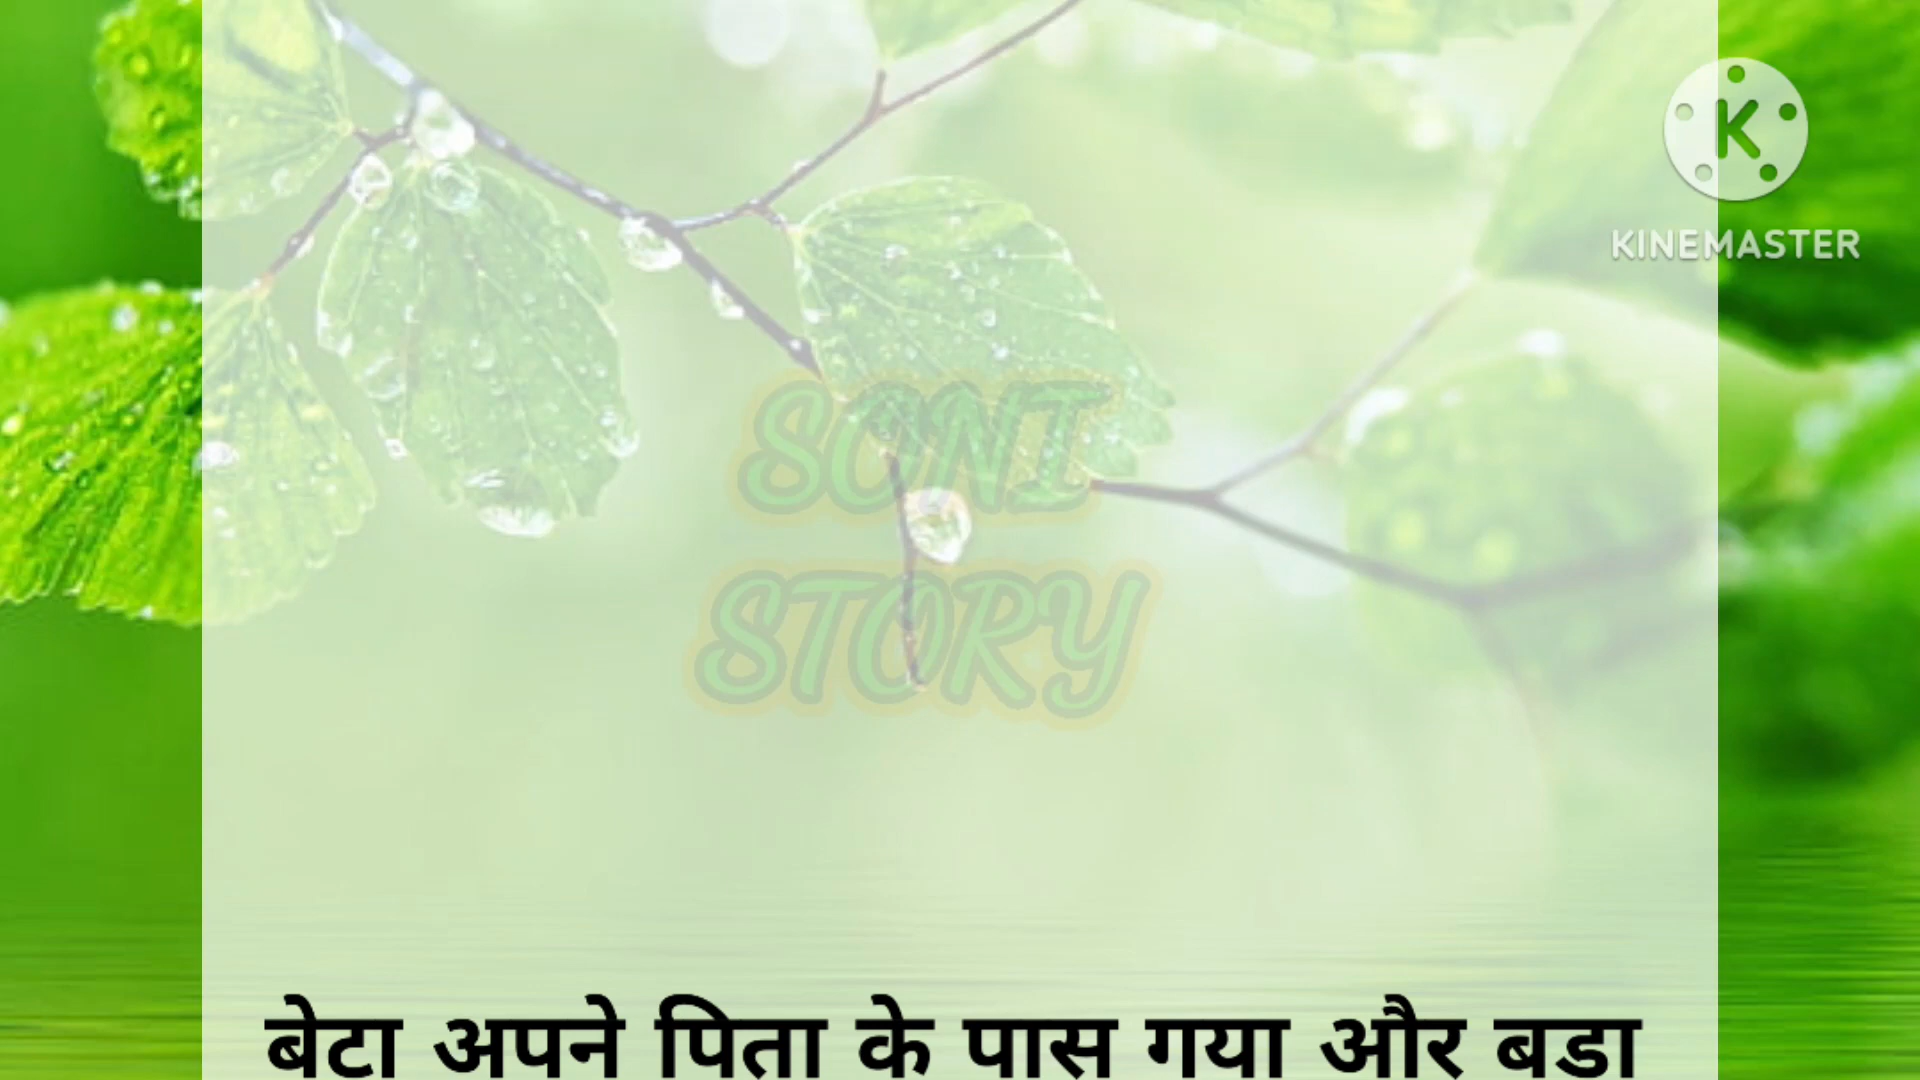 K
KINEMASTER
SONI
STORY
बेटा अपने पिता के पास गया और बडा